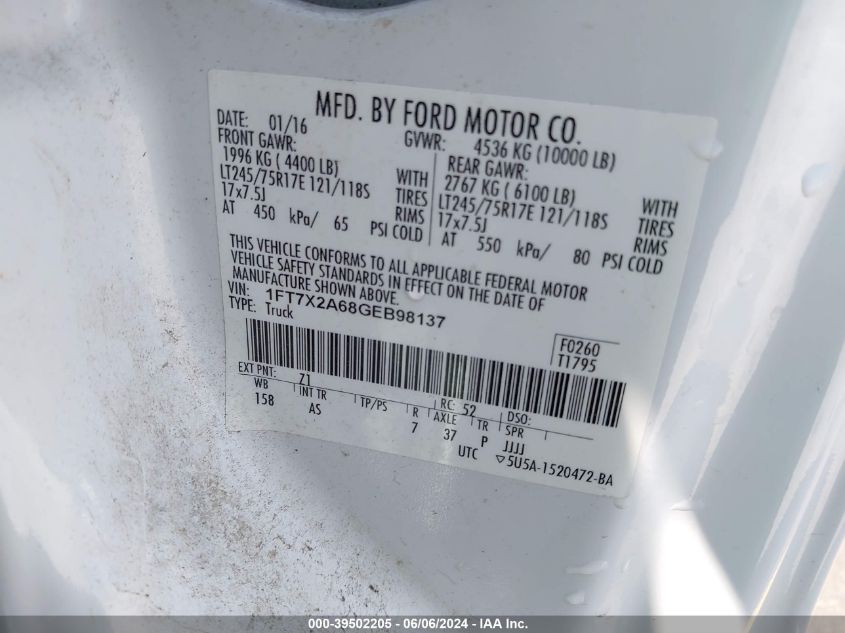 MFD. BY FORD MOTOR CO.
DATE: 01/16 GVWR: 4536 KG (10000 LB)
FRONT GAWR: REAR GAWR:
1996 KG ( 4400 LB) WITH 2767 KG ( 6100 LB) WITH
LT245/75R17E 121/118S TIRES LT245/75R17E 121/118S TIRES
17x7.5J RIMS 17x7.5J RIMS
AT 450 kPa/ 65 PSI COLD AT 550 kPa/ 80 PSI COLD
THIS VEHICLE CONFORMS TO ALL APPLICABLE FEDERAL MOTOR
VEHICLE SAFETY STANDARDS IN EFFECT ON THE DATE OF
MANUFACTURE SHOWN ABOVE.
VIN: 1FT7X2A68GEB98137
TYPE: Truck
F0260
T1795
EXT PNT: Z1 RC: 52 DSO:
WB INT TR TP/PS R AXLE TR SPR
158 AS 7 37 P JJJJ
UTC ▽5U5A-1520472-BA
000-39502205 - 06/06/2024 - IAAI.com